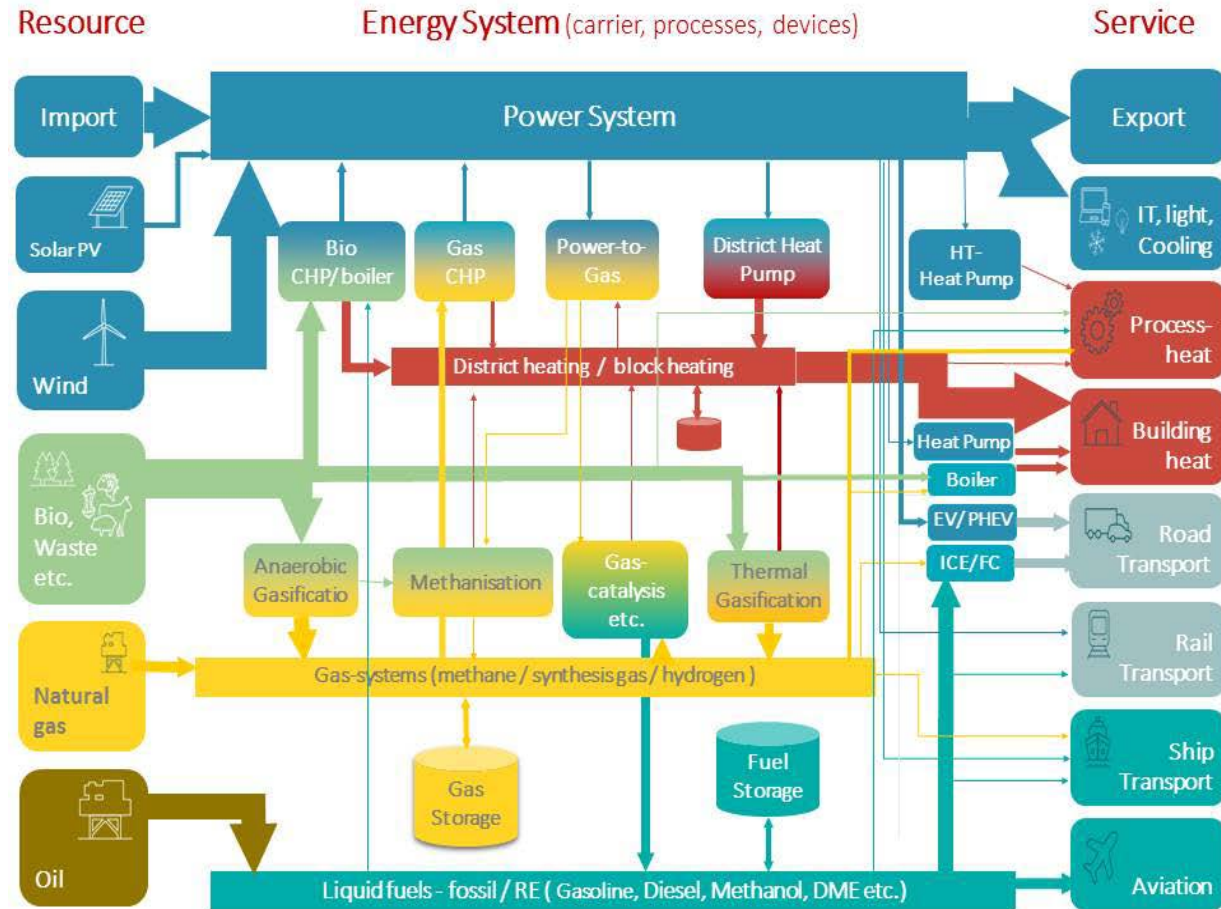 Resource
Energy System (carrier, processes, devices)
Service
Import
Power System
Export
Solar PV
IT, light,
Cooling
Bio
CHP/boiler
Gas
CHP
Power-to-
Gas
District Heat
Pump
HT-
Heat Pump
Wind
Process-
heat
District heating / block heating
Building
heat
Heat Pump
Boiler
Bio,
Waste
etc.
EV/PHEV
Road
Transport
Anaerobic
Gasificatio
Methanisation
Gas-
catalysis
etc.
Thermal
Gasification
ICE/FC
Rail
Transport
Natural
gas
Gas-systems (methane / synthesis gas / hydrogen )
Ship
Transport
Gas
Storage
Fuel
Storage
Oil
Liquid fuels - fossil / RE ( Gasoline, Diesel, Methanol, DME etc.)
Aviation